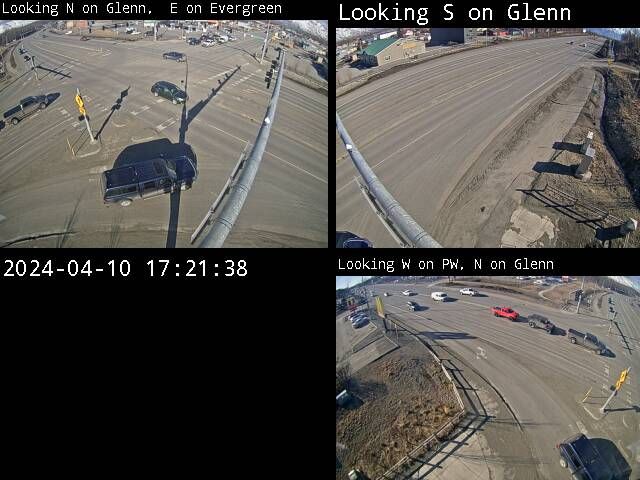 Looking N on Glenn,  E on Evergreen
Looking S on Glenn
2024-04-10 17:21:38
Looking W on PW, N on Glenn